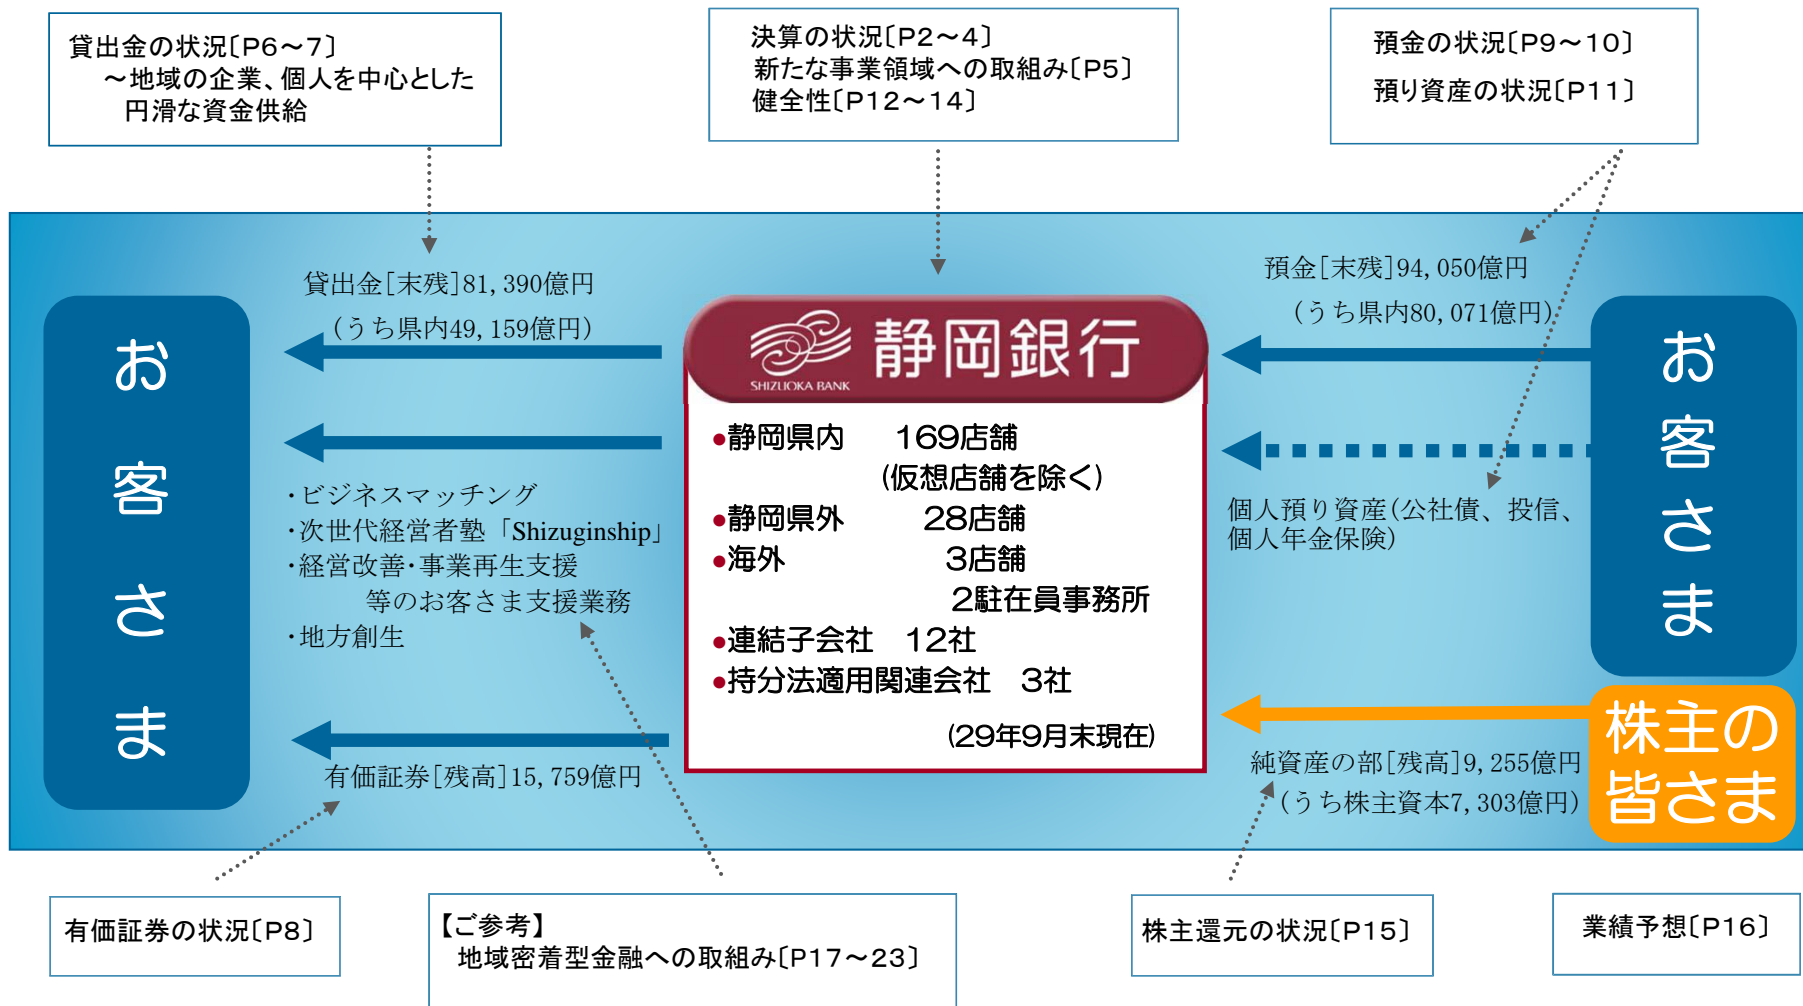 貸出金の状況〔P6～7〕
～地域の企業、個人を中心とした
円滑な資金供給
決算の状況〔P2～4〕
新たな事業領域への取組み〔P5〕
健全性〔P12～14〕
預金の状況〔P9～10〕
預り資産の状況〔P11〕
お客さま
貸出金[末残]81,390億円
（うち県内49,159億円）
・ビジネスマッチング
・次世代経営者塾「Shizuginship」
・経営改善・事業再生支援
等のお客さま支援業務
・地方創生
有価証券[残高]15,759億円
SHIZUOKA BANK
静岡銀行
●静岡県内 169店舗
(仮想店舗を除く)
●静岡県外 28店舗
●海外 3店舗
2駐在員事務所
●連結子会社 12社
●持分法適用関連会社 3社
(29年9月末現在)
預金[末残]94,050億円
（うち県内80,071億円）
個人預り資産(公社債、投信、
個人年金保険)
純資産の部[残高]9,255億円
（うち株主資本7,303億円）
お客さま
株主の
皆さま
有価証券の状況〔P8〕
【ご参考】
地域密着型金融への取組み〔P17～23〕
株主還元の状況〔P15〕
業績予想〔P16〕